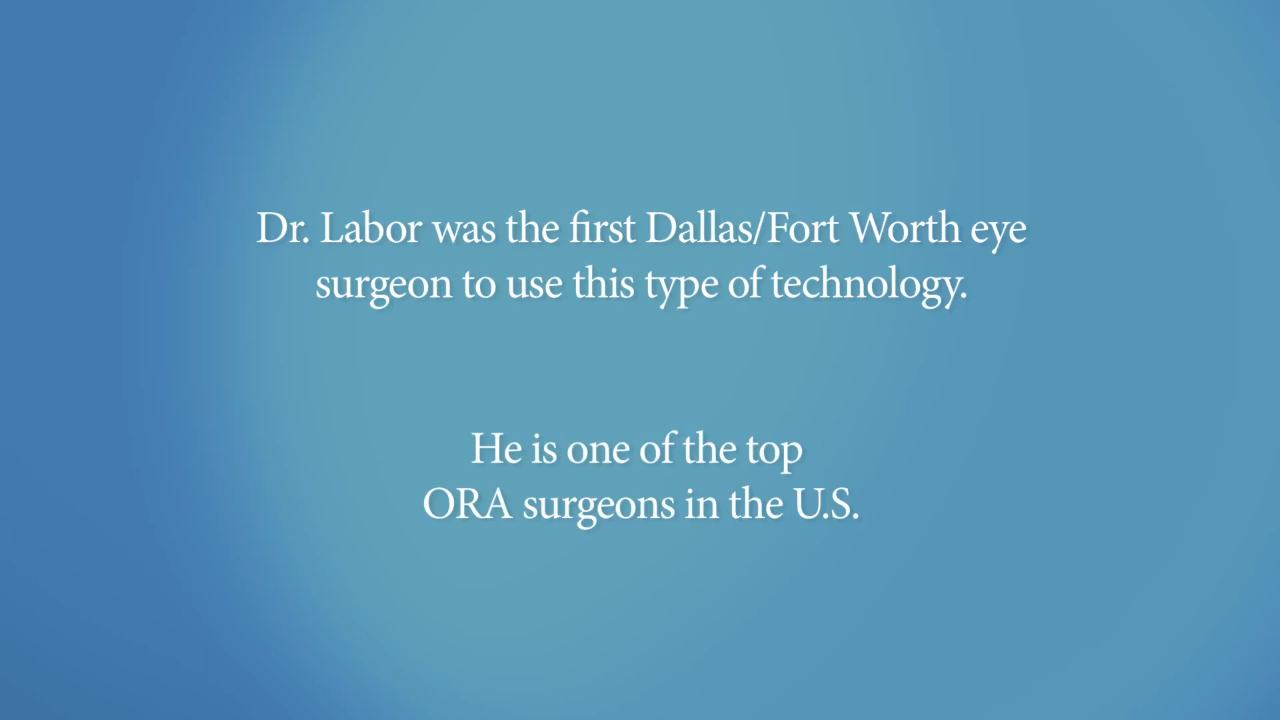 Dr. Labor was the first Dallas/Fort Worth eye
surgeon to use this type of technology.
He is one of the top
ORA surgeons in the U.S.